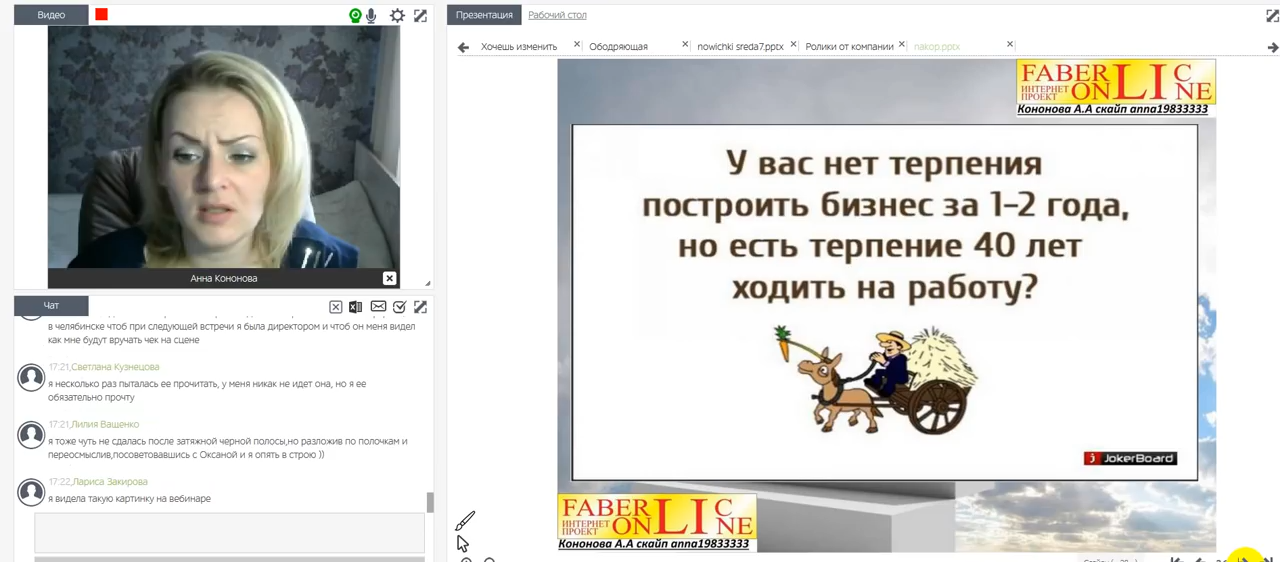 Видео
Анна Кононова
Чат
в челябинске чтоб при следующей встречи я была директором и чтоб он меня видел
как мне будут вручать чек на сцене
17:21, Светлана Кузнецова
я несколько раз пыталась ее прочитать, у меня никак не идет она, но я ее
обязательно прочту
17:21, Лилия Ващенко
я тоже чуть не сдалась после затяжной черной полосы,но разложив по полочкам и
переосмыслив,посоветовавшись с Оксаной и я опять в строю ))
17:22, Лариса Закирова
я видела такую картинку на вебинаре
Презентация Рабочий стол
Хочешь изменить Ободряющая nowichki sreda7.pptx Ролики от компании nakop.pptx
FABERLIC
ИНТЕРНЕТ ПРОЕКТ ONLINE
Кононова А.А скайп anna19833333
У вас нет терпения
построить бизнес за 1–2 года,
но есть терпение 40 лет
ходить на работу?
JokerBoard
FABERLIC
ИНТЕРНЕТ ПРОЕКТ ONLINE
Кононова А.А скайп anna19833333